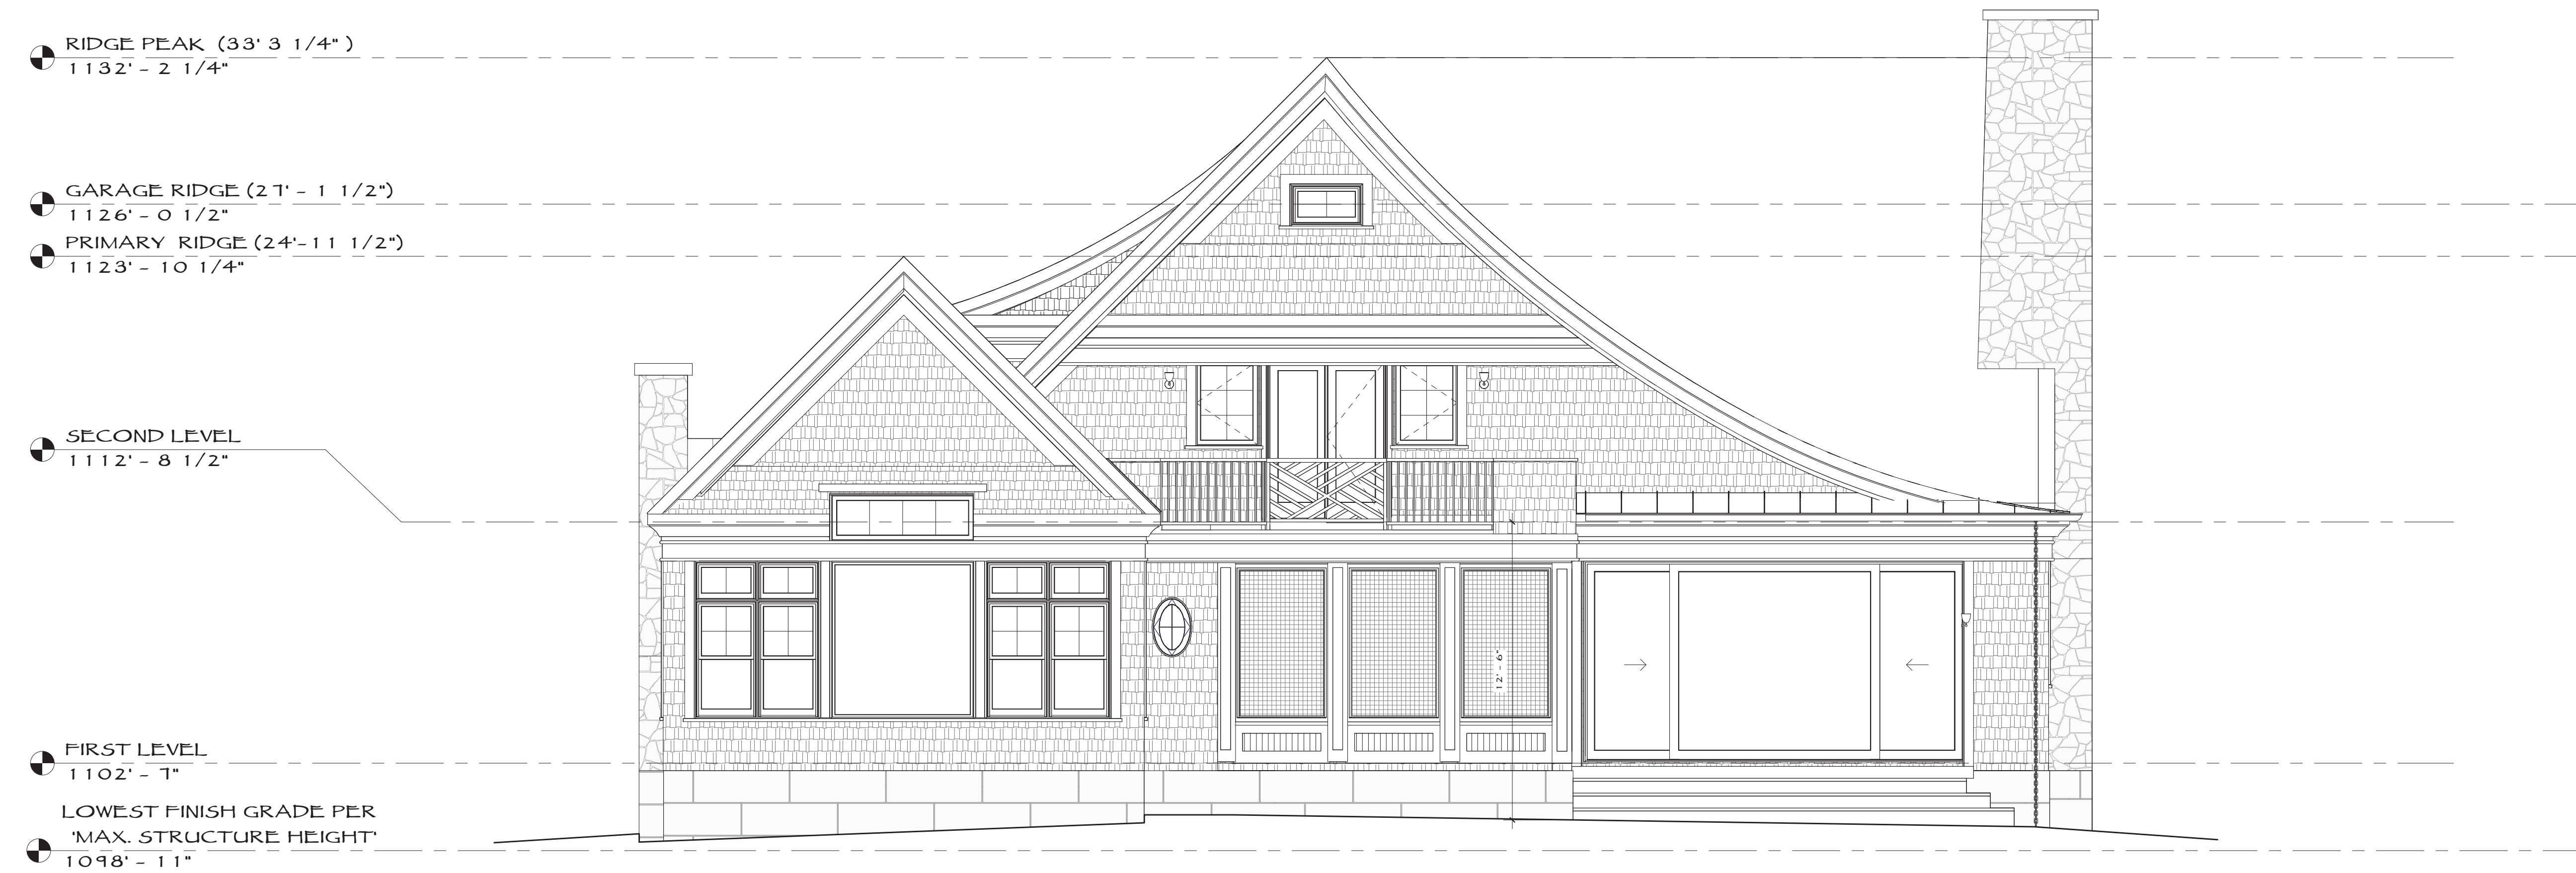 RIDGE PEAK (33' 3 1/4" )
1132' - 2 1/4"
GARAGE RIDGE (27' - 1 1/2")
1126' - 0 1/2"
PRIMARY RIDGE (24'-11 1/2")
1123' - 10 1/4"
SECOND LEVEL
1112' - 8 1/2"
12' - 6"
FIRST LEVEL
1102' - 7"
LOWEST FINISH GRADE PER
'MAX. STRUCTURE HEIGHT'
1098' - 11"